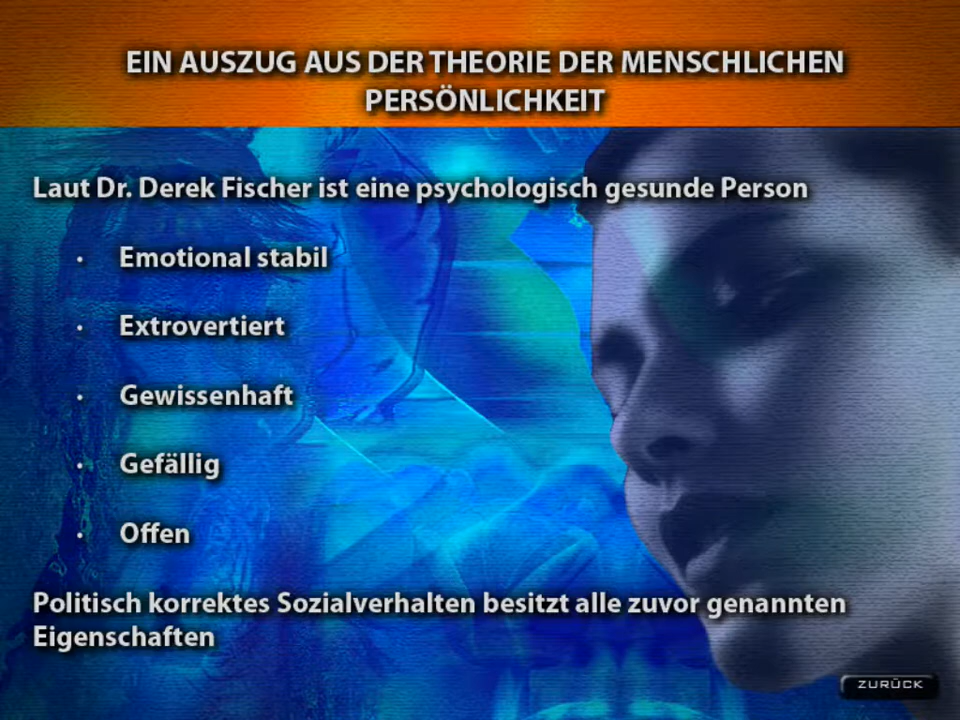 EIN AUSZUG AUS DER THEORIE DER MENSCHLICHEN
PERSÖNLICHKEIT
Laut Dr. Derek Fischer ist eine psychologisch gesunde Person
• Emotional stabil
• Extrovertiert
• Gewissenhaft
• Gefällig
• Offen
Politisch korrektes Sozialverhalten besitzt alle zuvor genannten
Eigenschaften
ZURÜCK